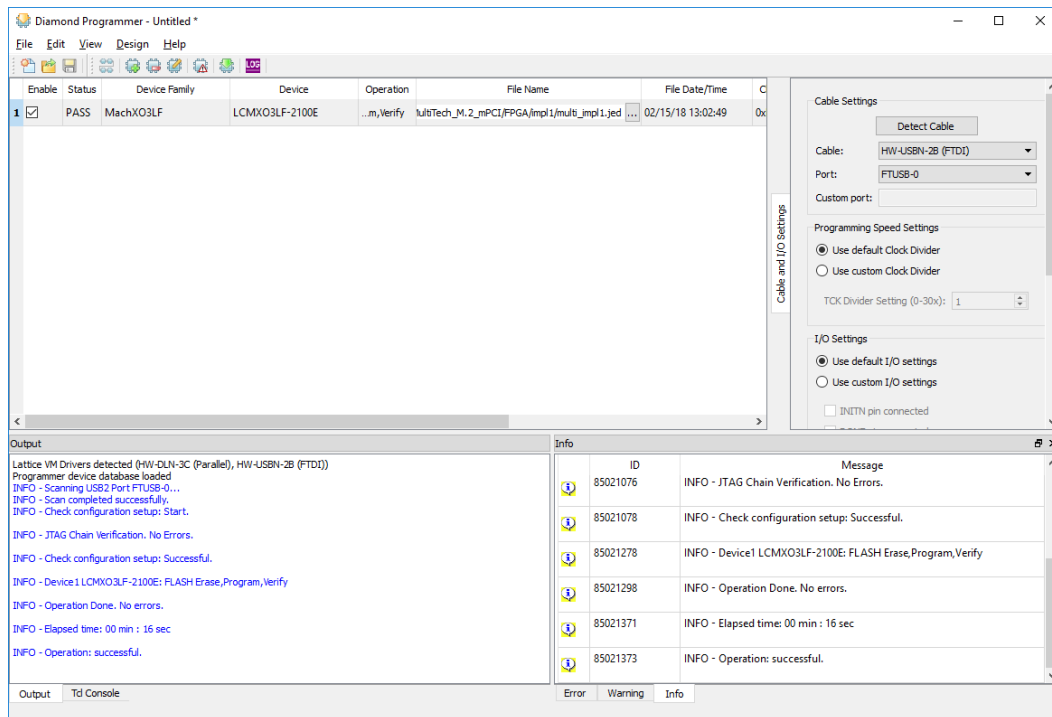 Diamond Programmer - Untitled *
File Edit View Design Help
LOG
Enable Status Device Family Device Operation File Name File Date/Time C
1 PASS MachXO3LF LCMXO3LF-2100E ...m,Verify ultiTech_M.2_mPCI/FPGA/impl1/multi_impl1.jed ... 02/15/18 13:02:49 0x
Cable and I/O Settings
Cable Settings
Detect Cable
Cable: HW-USBN-2B (FTDI)
Port: FTUSB-0
Custom port:
Programming Speed Settings
Use default Clock Divider
Use custom Clock Divider
TCK Divider Setting (0-30x): 1
I/O Settings
Use default I/O settings
Use custom I/O settings
INITN pin connected
Output
Lattice VM Drivers detected (HW-DLN-3C (Parallel), HW-USBN-2B (FTDI))
Programmer device database loaded
INFO - Scanning USB2 Port FTUSB-0...
INFO - Scan completed successfully.
INFO - Check configuration setup: Start.
INFO - JTAG Chain Verification. No Errors.
INFO - Check configuration setup: Successful.
INFO - Device1 LCMXO3LF-2100E: FLASH Erase,Program,Verify
INFO - Operation Done. No errors.
INFO - Elapsed time: 00 min : 16 sec
INFO - Operation: successful.
Output Tcl Console
Info
ID Message
85021076 INFO - JTAG Chain Verification. No Errors.
85021078 INFO - Check configuration setup: Successful.
85021278 INFO - Device1 LCMXO3LF-2100E: FLASH Erase,Program,Verify
85021298 INFO - Operation Done. No errors.
85021371 INFO - Elapsed time: 00 min : 16 sec
85021373 INFO - Operation: successful.
Error Warning Info